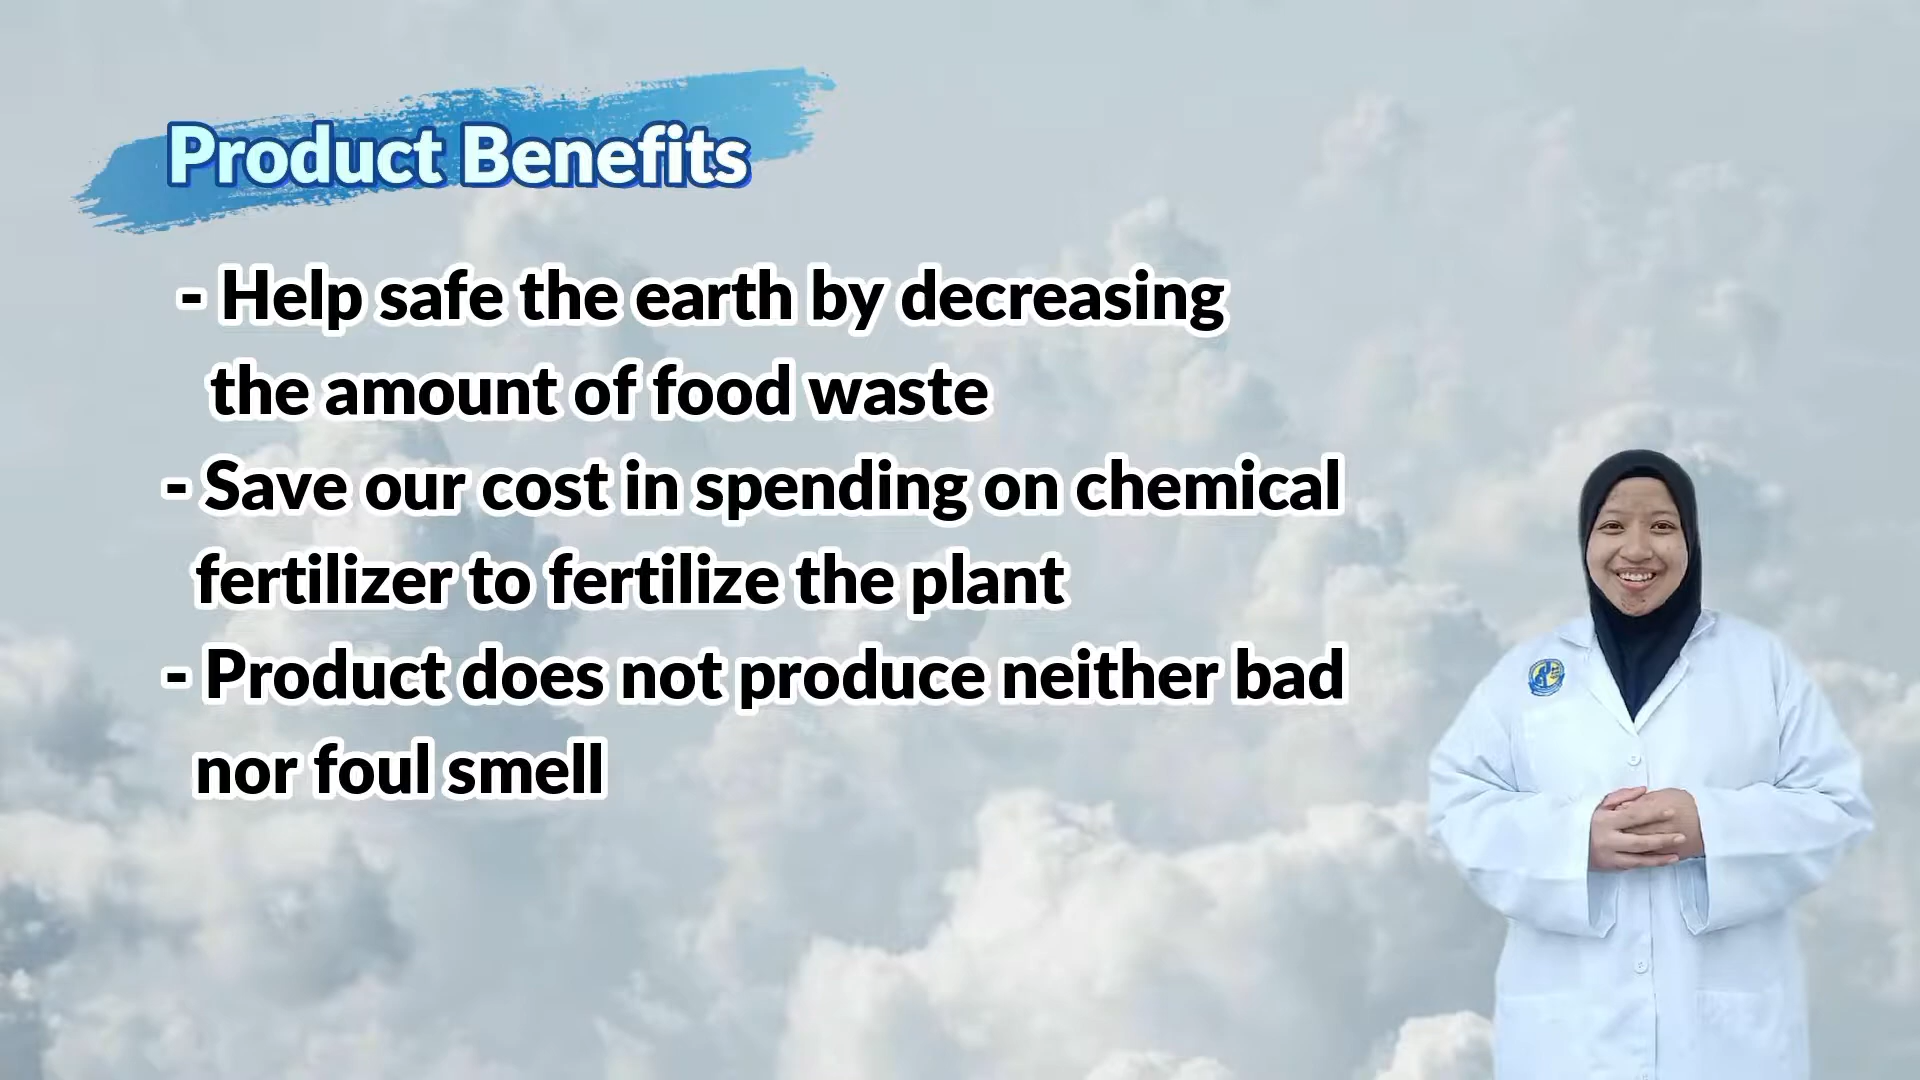 Product Benefits
- Help safe the earth by decreasing
the amount of food waste
- Save our cost in spending on chemical
fertilizer to fertilize the plant
- Product does not produce neither bad
nor foul smell